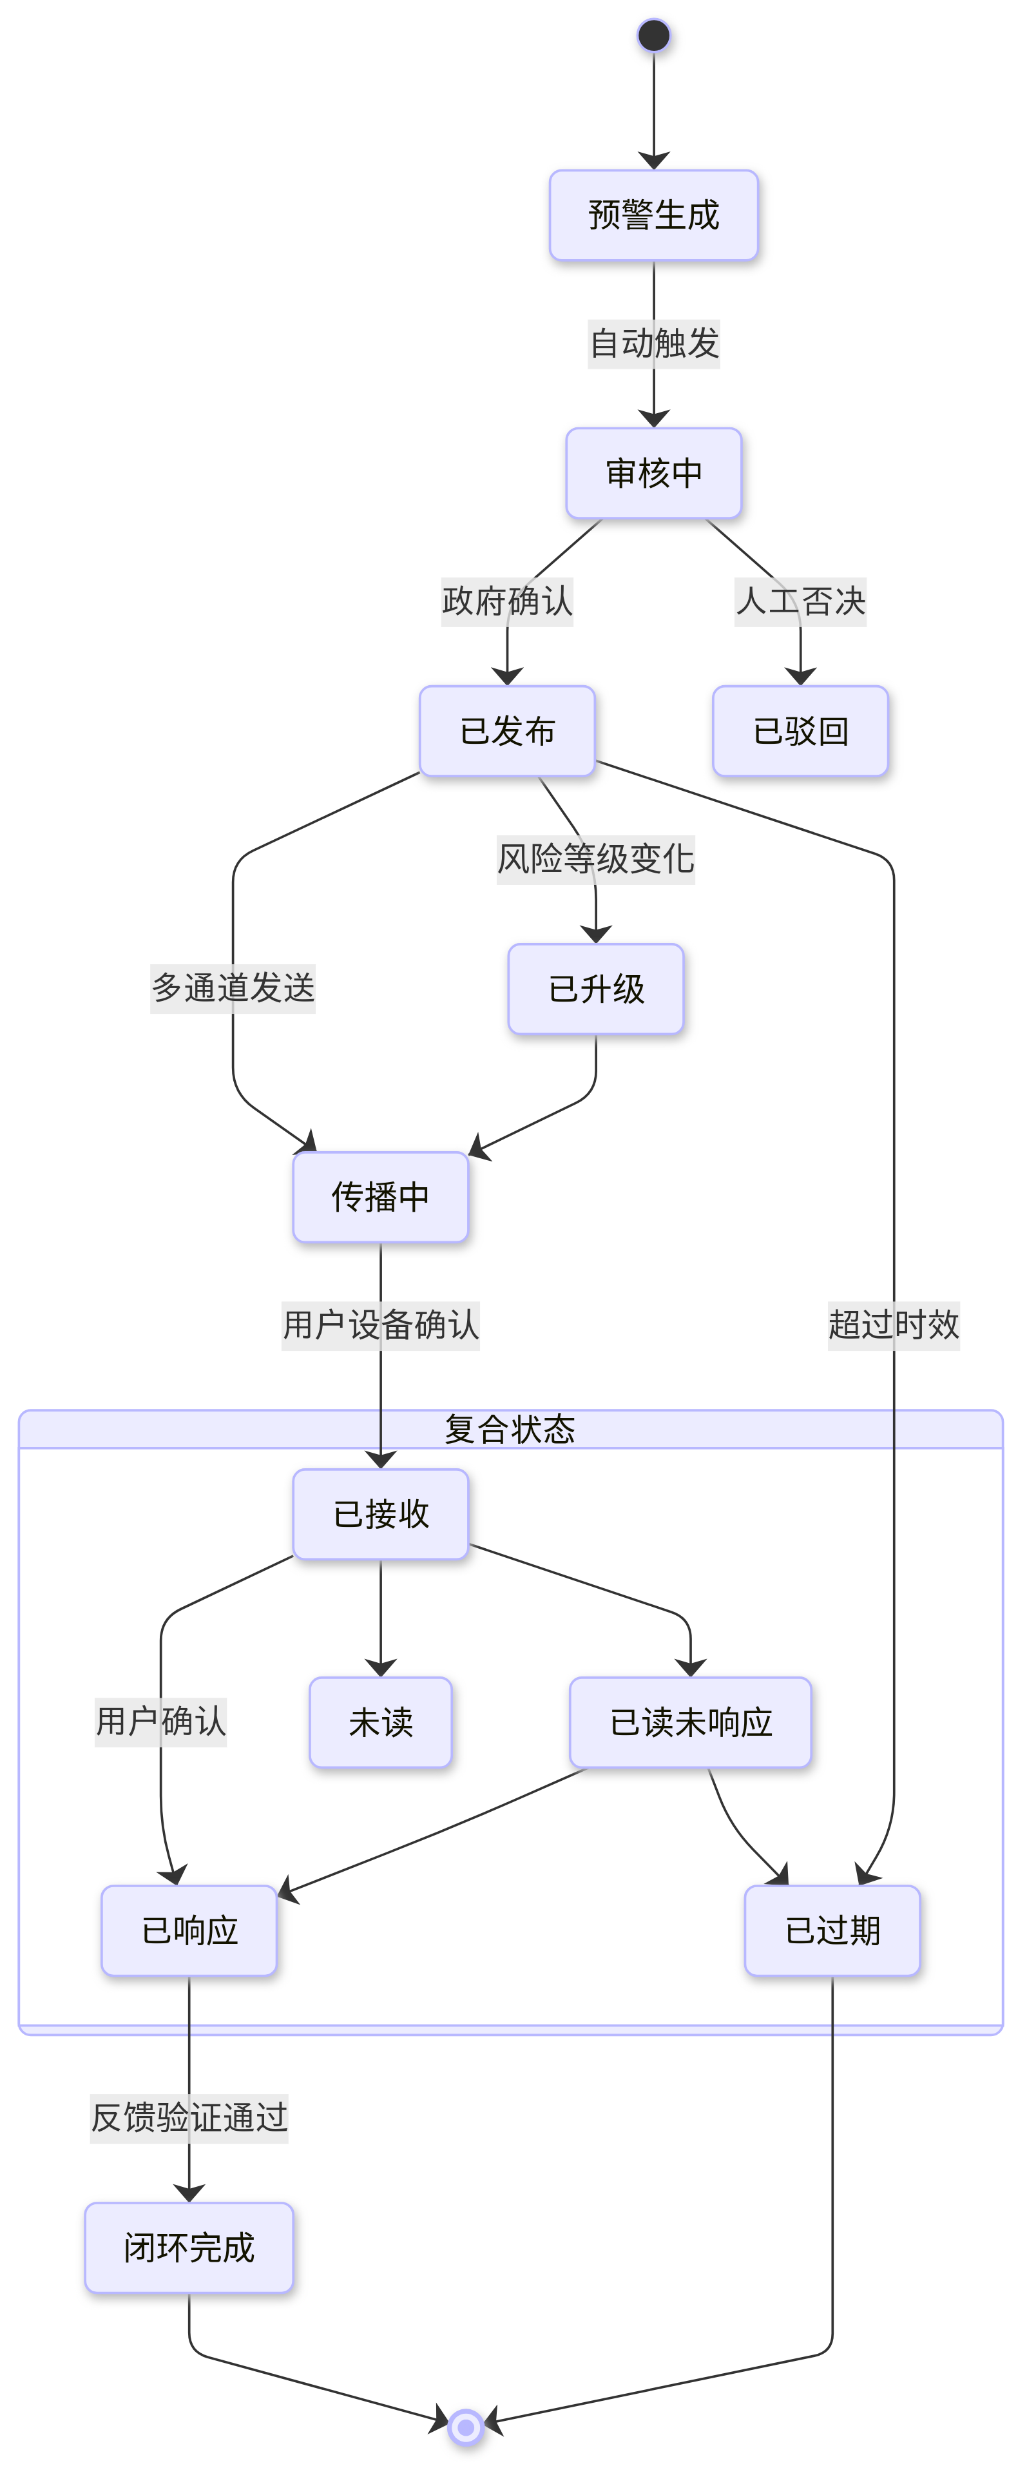 预警生成
自动触发
审核中
政府确认
人工否决
已发布
已驳回
风险等级变化
多通道发送
已升级
传播中
用户设备确认
超过时效
复合状态
已接收
用户确认
未读
已读未响应
已响应
已过期
反馈验证通过
闭环完成